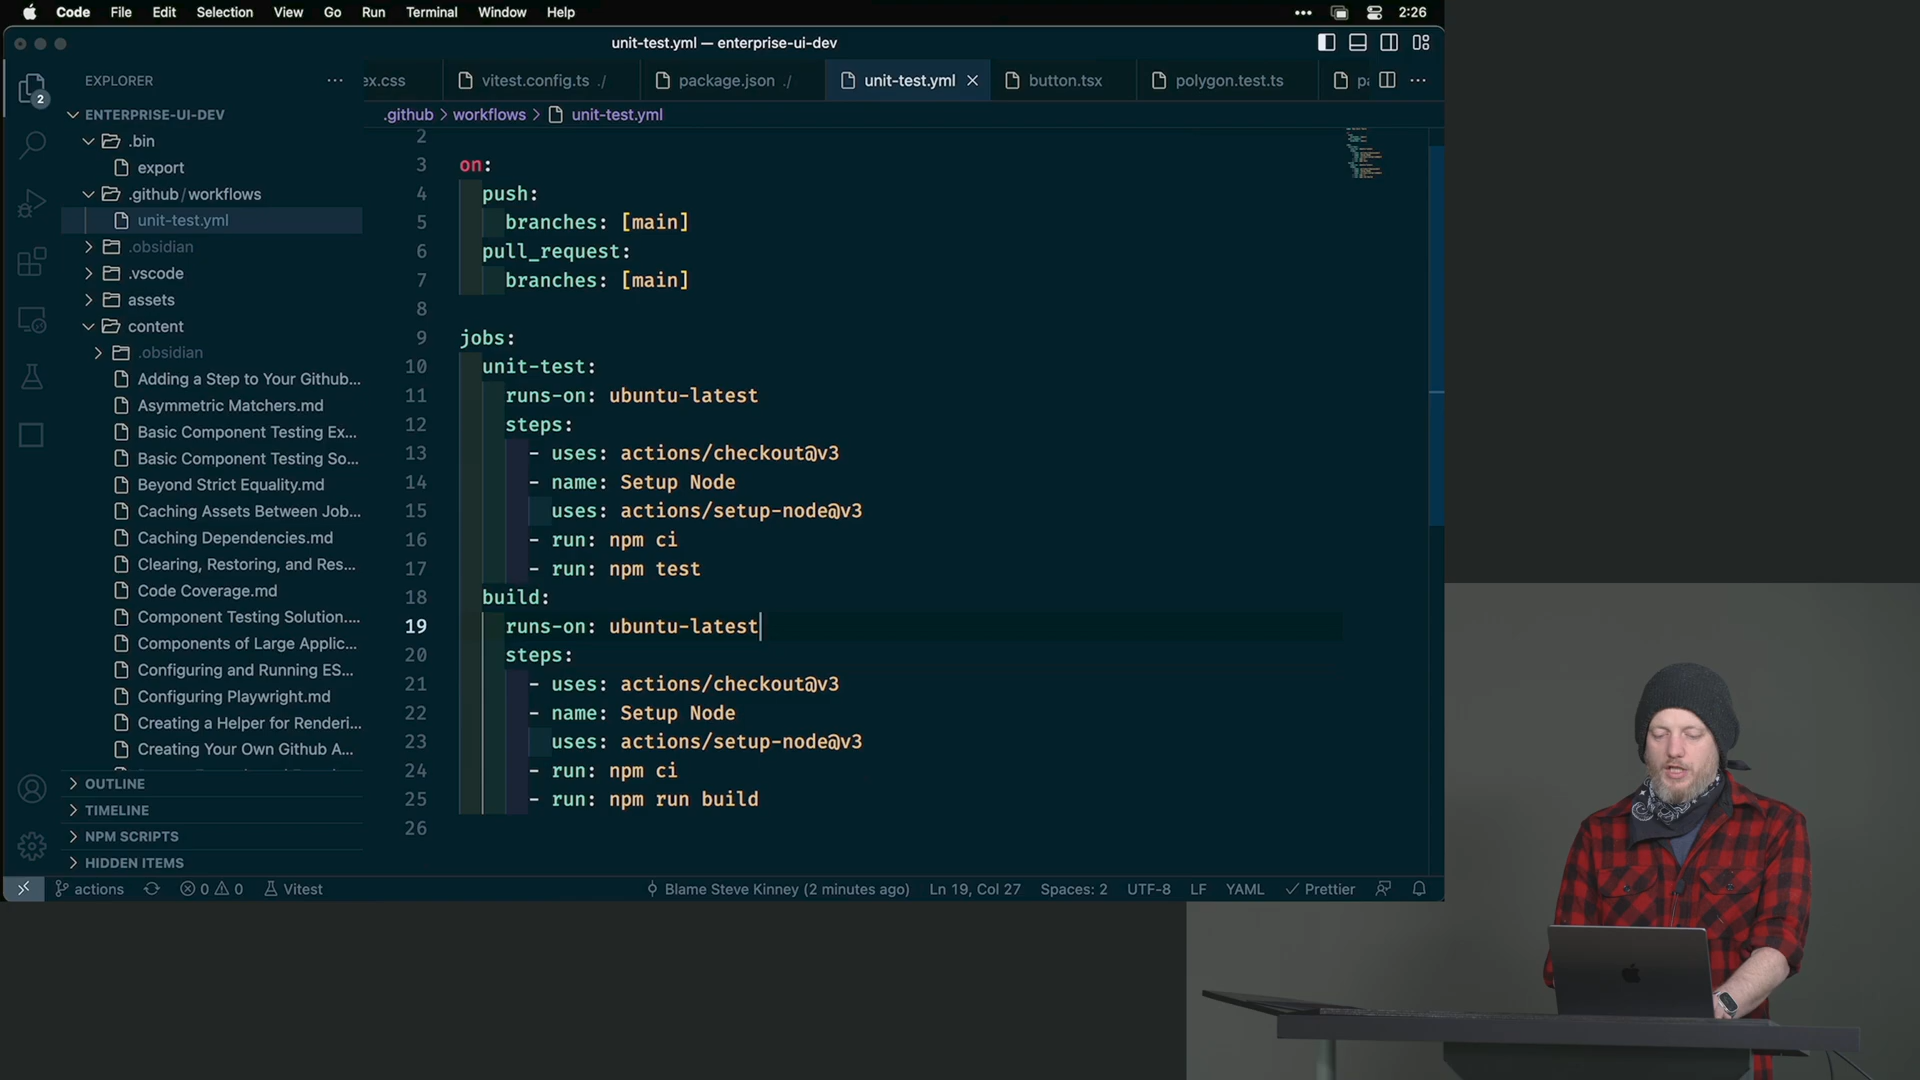 Code File Edit Selection View Go Run Terminal Window Help 2:26
unit-test.yml — enterprise-ui-dev
EXPLORER
2
ex.css vitest.config.ts ./ package.json ./ unit-test.yml button.tsx polygon.test.ts
.github > workflows > unit-test.yml
ENTERPRISE-UI-DEV
.bin
export
.github/workflows
unit-test.yml
.obsidian
.vscode
assets
content
.obsidian
Adding a Step to Your Github...
Asymmetric Matchers.md
Basic Component Testing Ex...
Basic Component Testing So...
Beyond Strict Equality.md
Caching Assets Between Job...
Caching Dependencies.md
Clearing, Restoring, and Res...
Code Coverage.md
Component Testing Solution....
Components of Large Applic...
Configuring and Running ES...
Configuring Playwright.md
Creating a Helper for Renderi...
Creating Your Own Github A...
OUTLINE
TIMELINE
NPM SCRIPTS
HIDDEN ITEMS
2
3 on:
4 push:
5 branches: [main]
6 pull_request:
7 branches: [main]
8
9 jobs:
10 unit-test:
11 runs-on: ubuntu-latest
12 steps:
13 - uses: actions/checkout@v3
14 - name: Setup Node
15 uses: actions/setup-node@v3
16 - run: npm ci
17 - run: npm test
18 build:
19 runs-on: ubuntu-latest
20 steps:
21 - uses: actions/checkout@v3
22 - name: Setup Node
23 uses: actions/setup-node@v3
24 - run: npm ci
25 - run: npm run build
26
actions 0 0 Vitest Blame Steve Kinney (2 minutes ago) Ln 19, Col 27 Spaces: 2 UTF-8 LF YAML Prettier